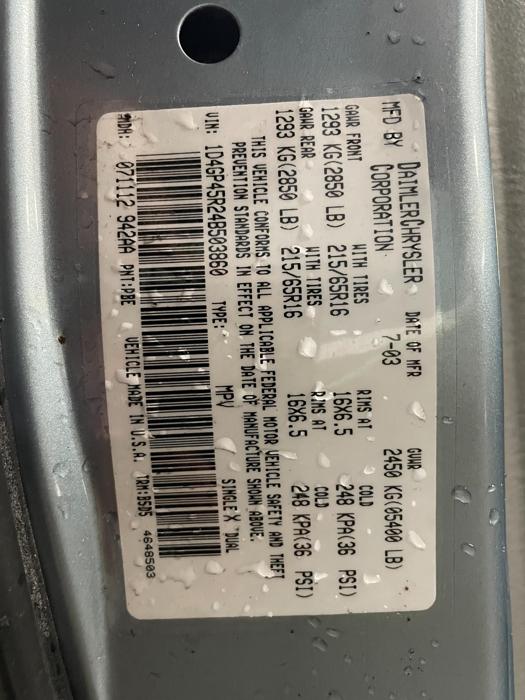 MFD BY DAIMLERCHRYSLER CORPORATION DATE OF MFR 7-03 GVWR 2450 KG(05400 LB)
GAWR FRONT WITH TIRES RIMS AT COLD
1293 KG(2850 LB) 215/65R16 16X6.5 248 KPA(36 PSI)
GAWR REAR WITH TIRES RIMS AT COLD
1293 KG(2850 LB) 215/65R16 16X6.5 248 KPA(36 PSI)
THIS VEHICLE CONFORMS TO ALL APPLICABLE FEDERAL MOTOR VEHICLE SAFETY AND THEFT
PREVENTION STANDARDS IN EFFECT ON THE DATE OF MANUFACTURE SHOWN ABOVE.
VIN: 1D4GP45R24B503860 TYPE: MPV SINGLE X DUAL
MDH: 071112 942AA PNT:PBE VEHICLE MADE IN U.S.A. TRM:B5D5
4648503